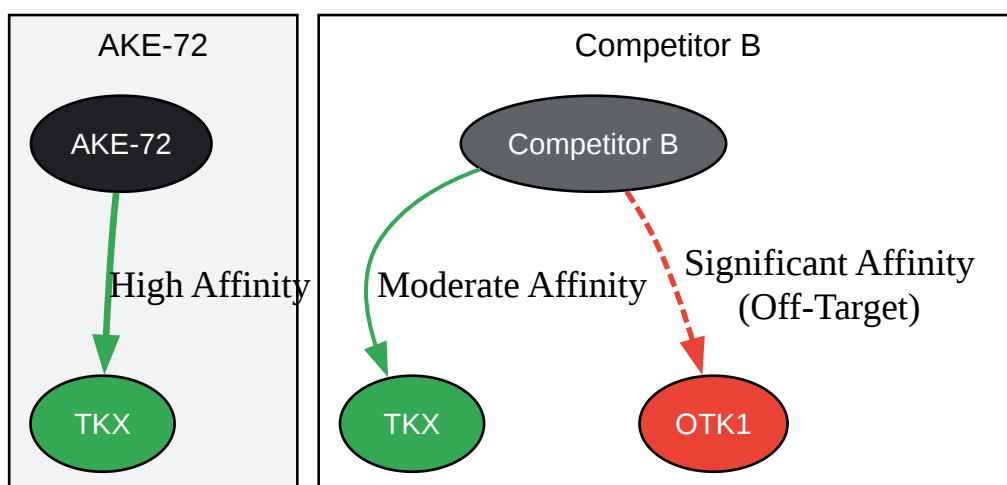 AKE-72
AKE-72
High Affinity
TKX
Competitor B
Competitor B
Moderate Affinity
Significant Affinity
(Off-Target)
TKX
OTK1